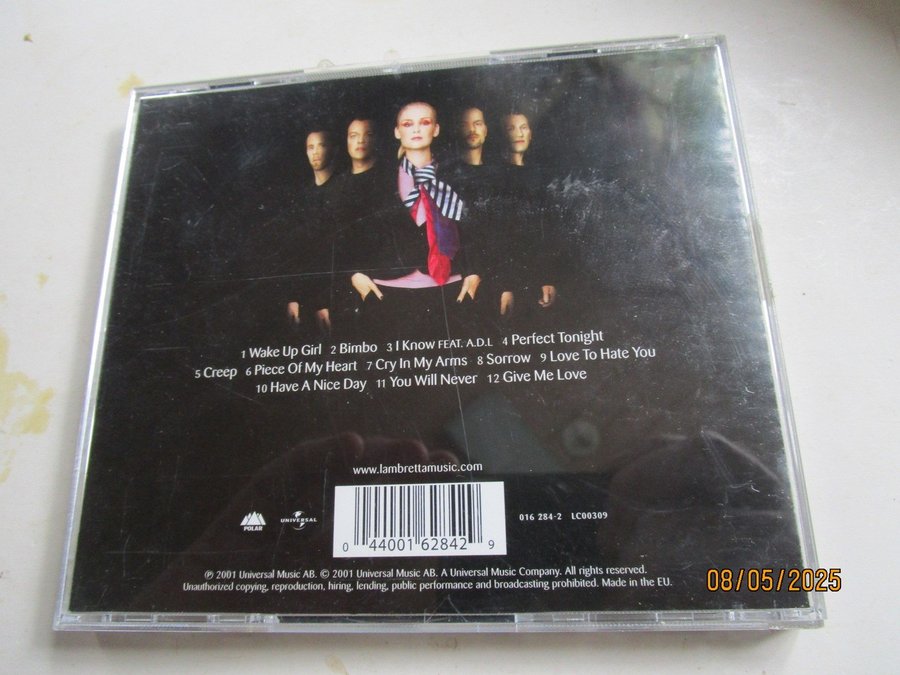 1 Wake Up Girl 2 Bimbo 3 I Know FEAT. A.D.L 4 Perfect Tonight
5 Creep 6 Piece Of My Heart 7 Cry In My Arms 8 Sorrow 9 Love To Hate You
10 Have A Nice Day 11 You Will Never 12 Give Me Love
www.lambrettamusic.com
POLAR UNIVERSAL 016 284-2 LC00309
0 44001 62842 9
℗ 2001 Universal Music AB. © 2001 Universal Music AB. A Universal Music Company. All rights reserved.
Unauthorized copying, reproduction, hiring, lending, public performance and broadcasting prohibited. Made in the EU.
08/05/2025